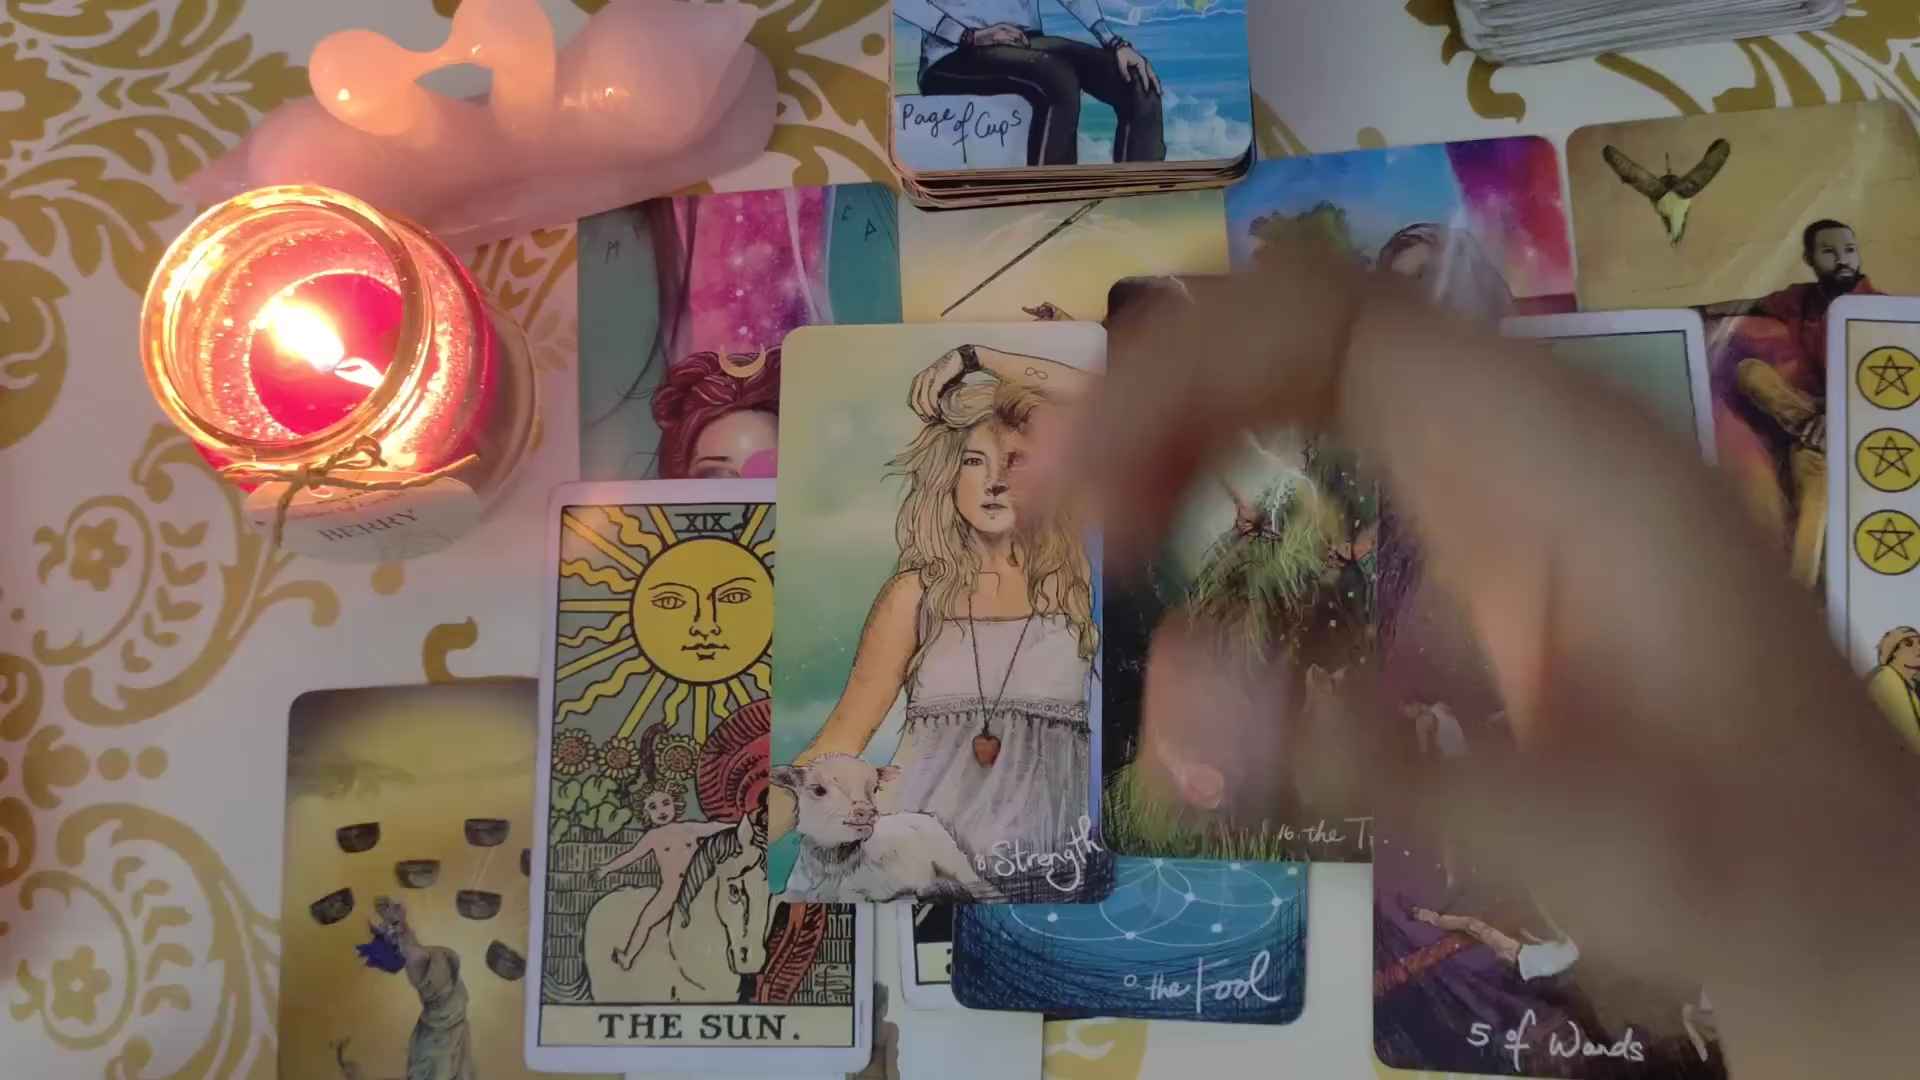 Page of Cups
BERRY
XIX
8 Strength
16. the T
0 the Fool
THE SUN.
5 of Wands